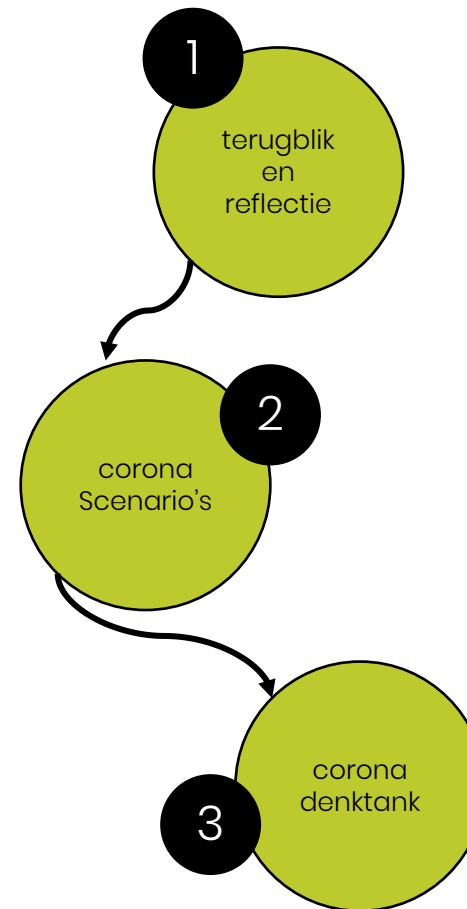 1
terugblik
en
reflectie
2
corona
Scenario's
corona
denktank
3